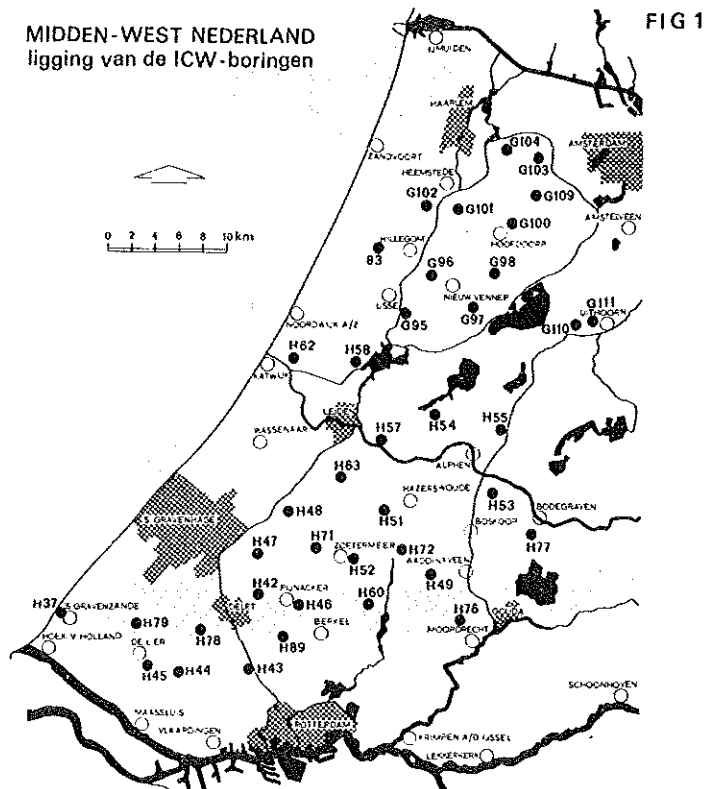 MIDDEN-WEST NEDERLAND
ligging van de ICW-boringen
FIG 1
IJMUIDEN
HAARLEM
ZANDVOORT
G104
G103
AMSTERDAM
HEEMSTEDE
G102
G101
G109
G100
AMSTELVEEN
HOOFDDORP
0 2 4 6 8 10km
HILLEGOM
83
G96
G98
LISSE
NIEUW VENNEP
G95
G97
G111
UITHOORN
G110
NOORDWIJK A/Z
H62
H58
KATWIJK
LEIDEN
H54
H55
WASSENAAR
H57
ALPHEN
H63
HAZERSWOUDE
H53
H48
H51
BODEGRAVEN
'S GRAVENHAGE
BOSKOOP
H47
H71
ZOETERMEER
H72
H77
H52
WADDINXVEEN
H49
H42
PIJNACKER
H37
'S GRAVENZANDE
DELFT
H46
H60
H76
GOUDA
H79
H78
BERKEL
MOORDRECHT
HOEK V HOLLAND
DE LIER
H89
H45
H44
H43
SCHOONHOVEN
MAASSLUIS
ROTTERDAM
VLAARDINGEN
KRIMPEN A/D IJSSEL
LEKKERKERK